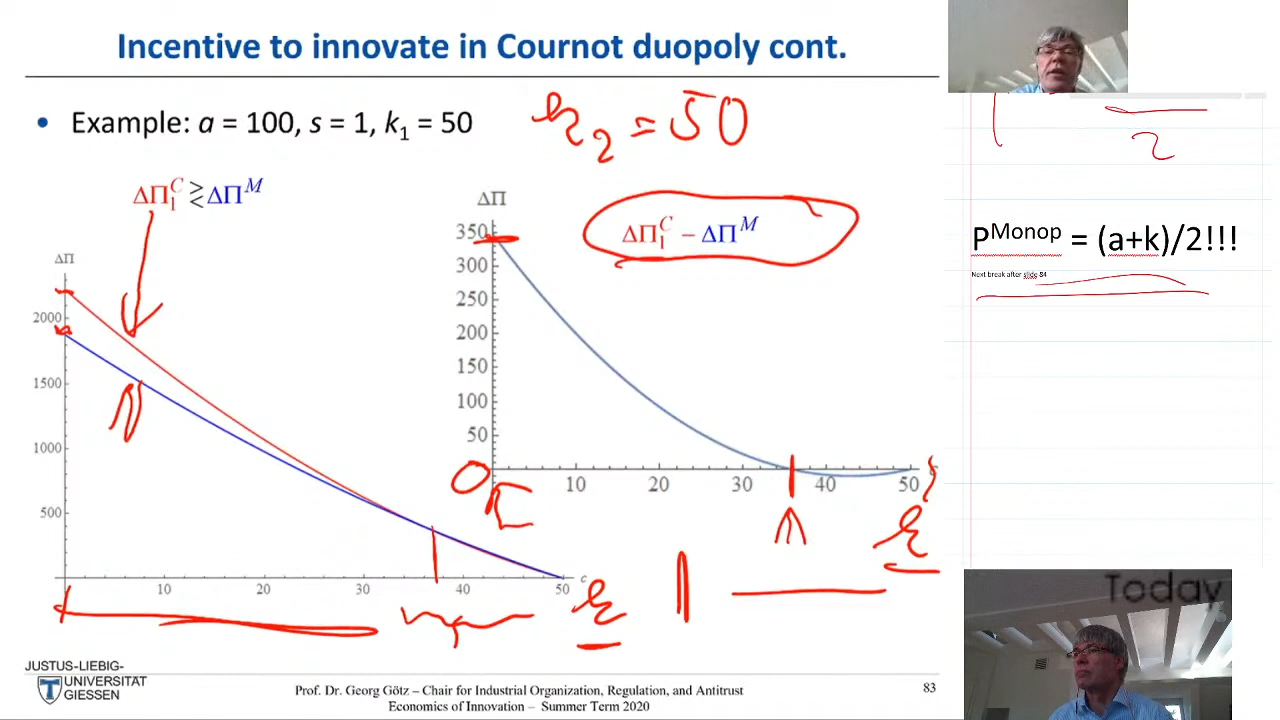 Incentive to innovate in Cournot duopoly cont.
• Example: a = 100, s = 1, k₁ = 50
k₂ = 50
ΔΠ₁ᶜ ≷ ΔΠᴹ
ΔΠ
2000
1500
1000
500
10
20
30
40
50
c
k
ΔΠ
ΔΠ₁ᶜ − ΔΠᴹ
350
300
250
200
150
100
50
0
10
20
30
40
50
k
2
Pᴹᵒⁿᵒᵖ = (a+k)/2!!!
Next break after slide 84
Today
JUSTUS-LIEBIG-
UNIVERSITÄT
GIESSEN
Prof. Dr. Georg Götz – Chair for Industrial Organization, Regulation, and Antitrust
Economics of Innovation – Summer Term 2020
83